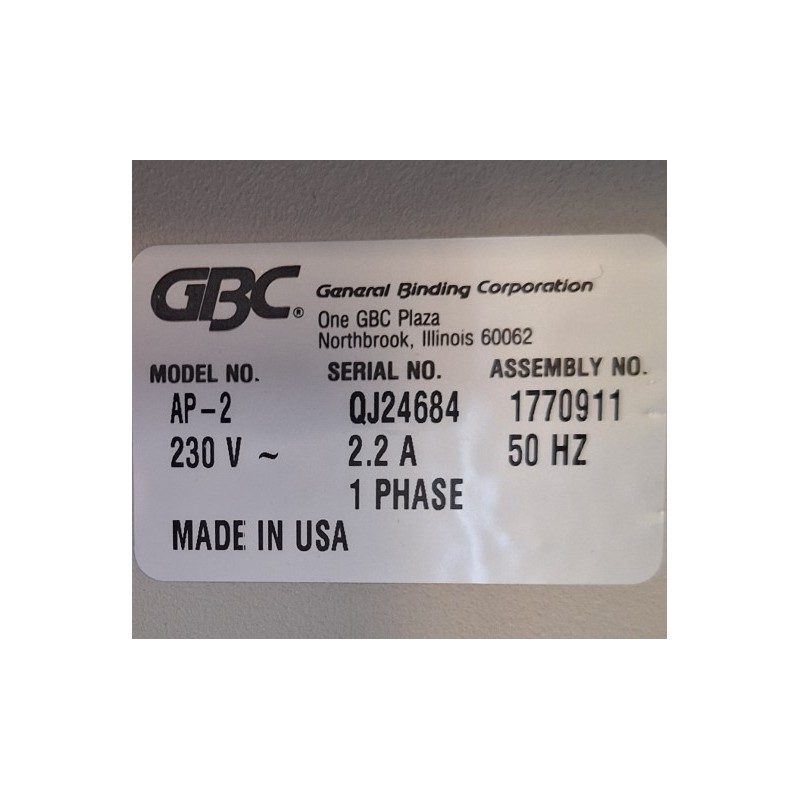 GBC® General Binding Corporation
One GBC Plaza
Northbrook, Illinois 60062
MODEL NO. SERIAL NO. ASSEMBLY NO.
AP-2 QJ24684 1770911
230 V ~ 2.2 A 50 HZ
1 PHASE
MADE IN USA